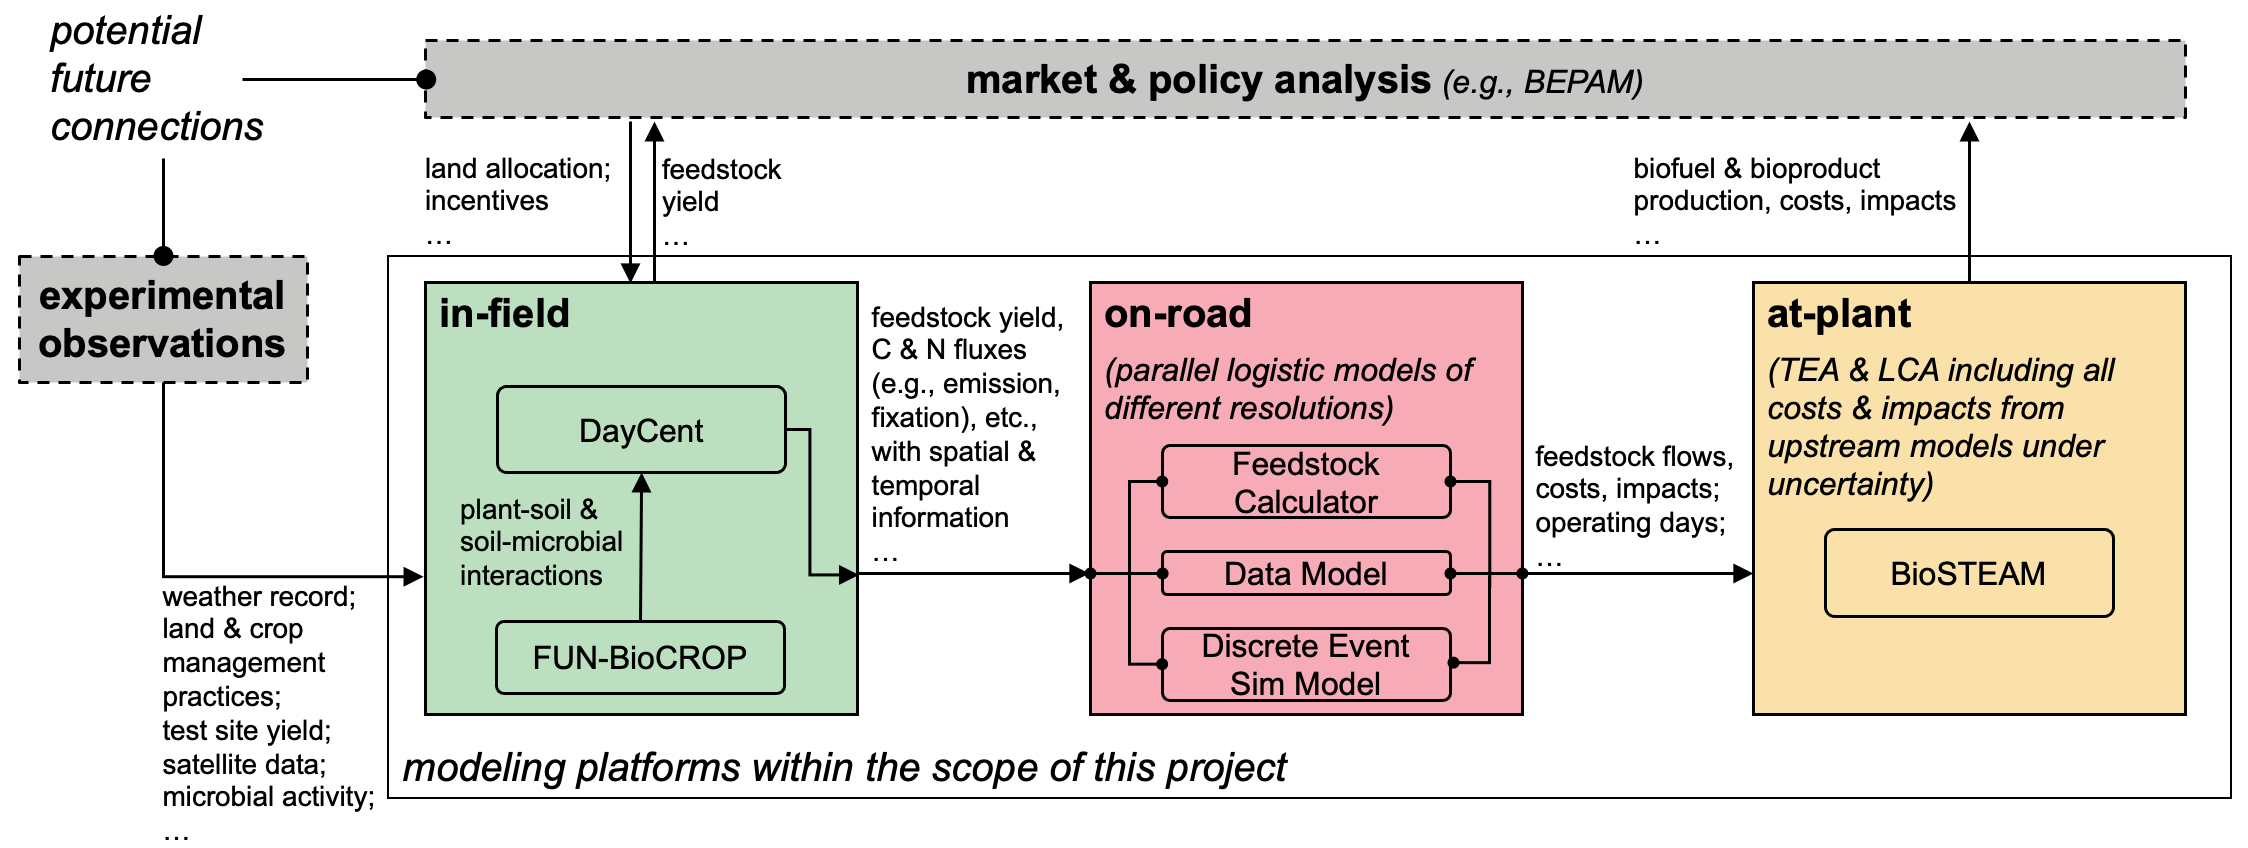 potential
future
connections
market & policy analysis (e.g., BEPAM)
land allocation;
incentives
…
feedstock
yield
…
biofuel & bioproduct
production, costs, impacts
…
experimental
observations
weather record;
land & crop
management
practices;
test site yield;
satellite data;
microbial activity;
…
in-field
DayCent
plant-soil &
soil-microbial
interactions
FUN-BioCROP
feedstock yield,
C & N fluxes
(e.g., emission,
fixation), etc.,
with spatial &
temporal
information
…
on-road
(parallel logistic models of
different resolutions)
Feedstock
Calculator
Data Model
Discrete Event
Sim Model
feedstock flows,
costs, impacts;
operating days;
…
at-plant
(TEA & LCA including all
costs & impacts from
upstream models under
uncertainty)
BioSTEAM
modeling platforms within the scope of this project